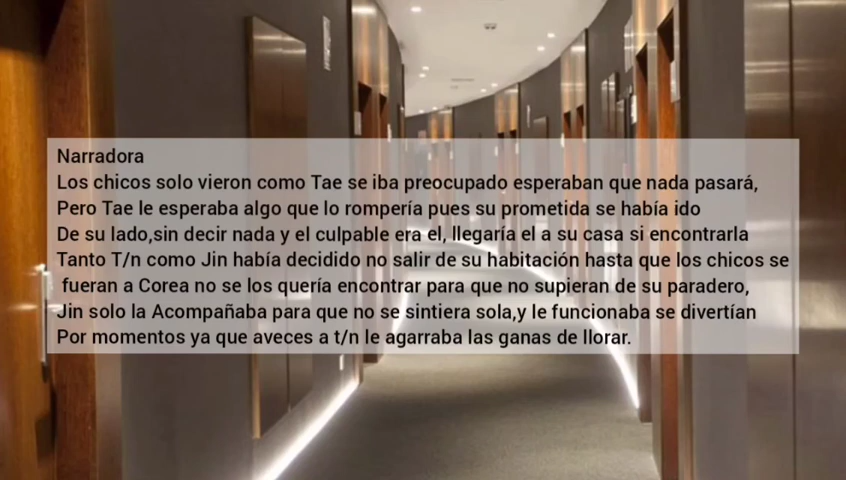 Narradora
Los chicos solo vieron como Tae se iba preocupado esperaban que nada pasará,
Pero Tae le esperaba algo que lo rompería pues su prometida se había ido
De su lado,sin decir nada y el culpable era el, llegaría el a su casa si encontrarla
Tanto T/n como Jin había decidido no salir de su habitación hasta que los chicos se
fueran a Corea no se los quería encontrar para que no supieran de su paradero,
Jin solo la Acompañaba para que no se sintiera sola,y le funcionaba se divertían
Por momentos ya que aveces a t/n le agarraba las ganas de llorar.